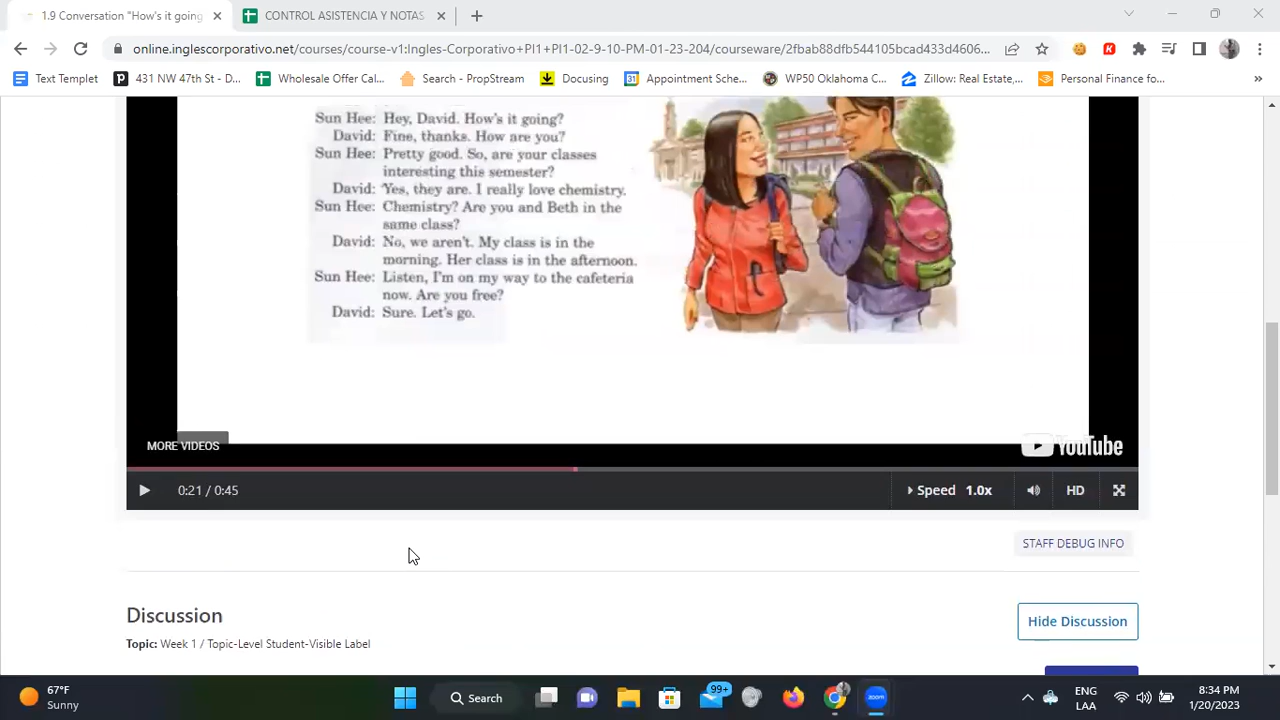 1.9 Conversation "How's it going
CONTROL ASISTENCIA Y NOTAS
online.inglescorporativo.net/courses/course-v1:Ingles-Corporativo+PI1+PI1-02-9-10-PM-01-23-204/courseware/2fbab88dfb544105bcad433d4606...
Text Templet
431 NW 47th St - D...
Wholesale Offer Cal...
Search - PropStream
Docusing
Appointment Sche...
WP50 Oklahoma C...
Zillow: Real Estate,...
Personal Finance fo...
»
Sun Hee: Hey, David. How's it going?
David: Fine, thanks. How are you?
Sun Hee: Pretty good. So, are your classes
interesting this semester?
David: Yes, they are. I really love chemistry.
Sun Hee: Chemistry? Are you and Beth in the
same class?
David: No, we aren't. My class is in the
morning. Her class is in the afternoon.
Sun Hee: Listen, I'm on my way to the cafeteria
now. Are you free?
David: Sure. Let's go.
MORE VIDEOS
YouTube
0:21 / 0:45
Speed 1.0x
HD
STAFF DEBUG INFO
Discussion
Hide Discussion
Topic: Week 1 / Topic-Level Student-Visible Label
67°F
Sunny
Search
99+
zoom
ENG
LAA
8:34 PM
1/20/2023